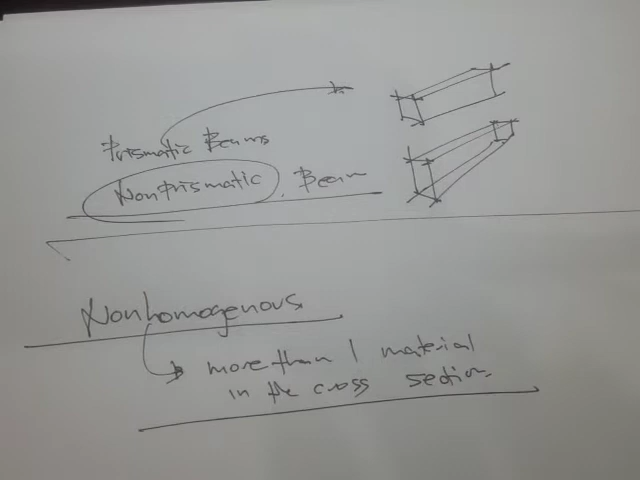 Prismatic Beams
Nonprismatic. Beam
Nonhomogenous
more than 1 material
in the cross section.